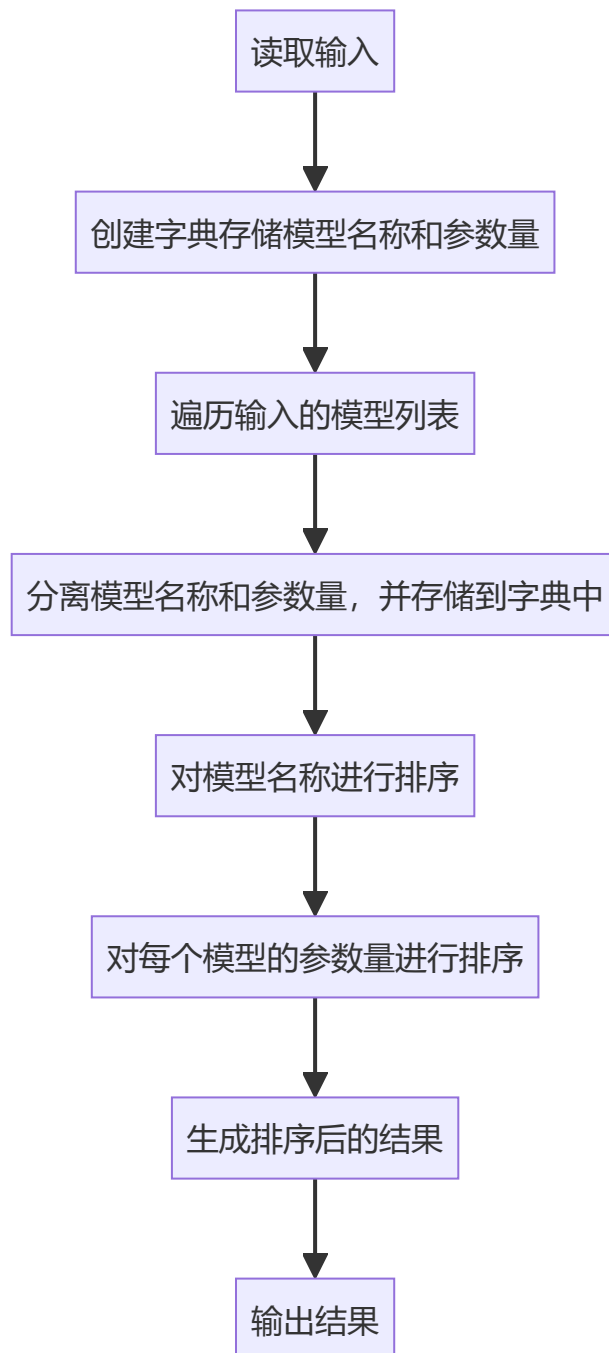 读取输入
创建字典存储模型名称和参数量
遍历输入的模型列表
分离模型名称和参数量，并存储到字典中
对模型名称进行排序
对每个模型的参数量进行排序
生成排序后的结果
输出结果